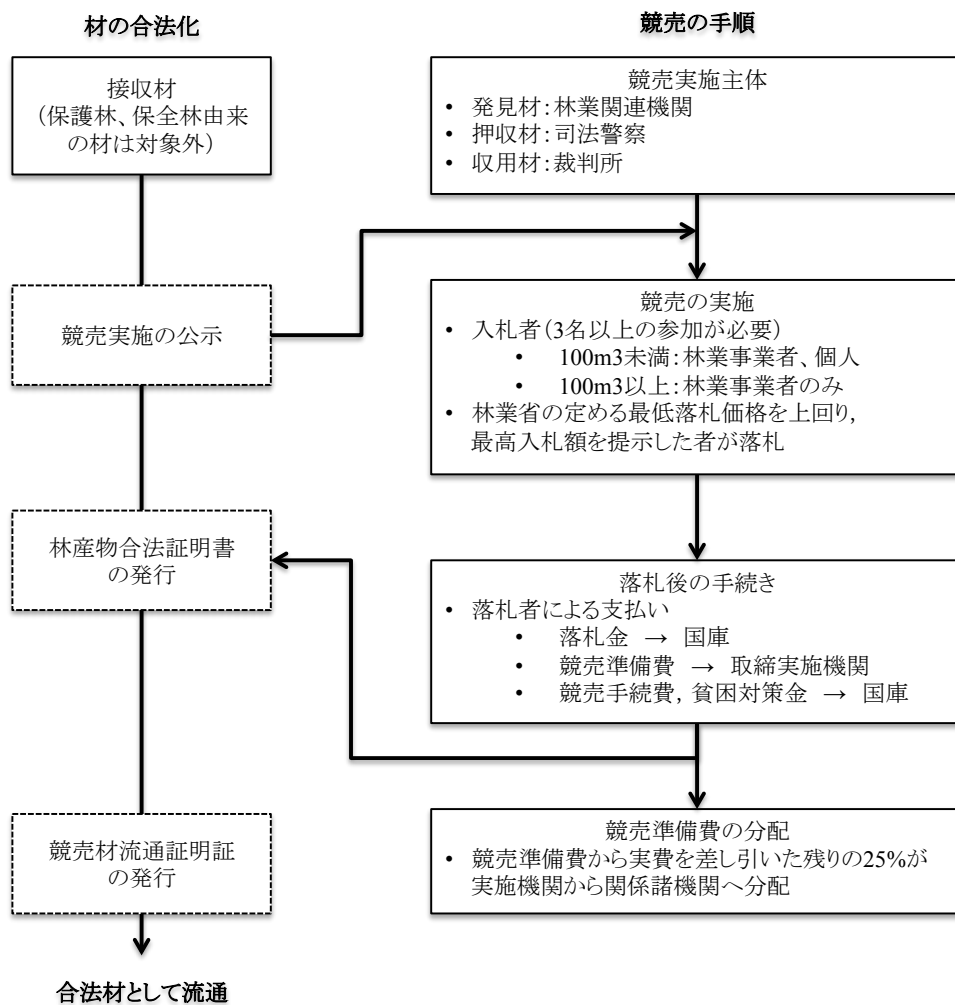 材の合法化
接収材
（保護林、保全林由来
の材は対象外）
競売実施の公示
林産物合法証明書
の発行
競売材流通証明証
の発行
合法材として流通
競売の手順
競売実施主体
• 発見材：林業関連機関
• 押収材：司法警察
• 収用材：裁判所
競売の実施
• 入札者（3名以上の参加が必要）
• 100m3未満：林業事業者、個人
• 100m3以上：林業事業者のみ
• 林業省の定める最低落札価格を上回り，
最高入札額を提示した者が落札
落札後の手続き
• 落札者による支払い
• 落札金 → 国庫
• 競売準備費 → 取締実施機関
• 競売手続費，貧困対策金 → 国庫
競売準備費の分配
• 競売準備費から実費を差し引いた残りの25%が
実施機関から関係諸機関へ分配